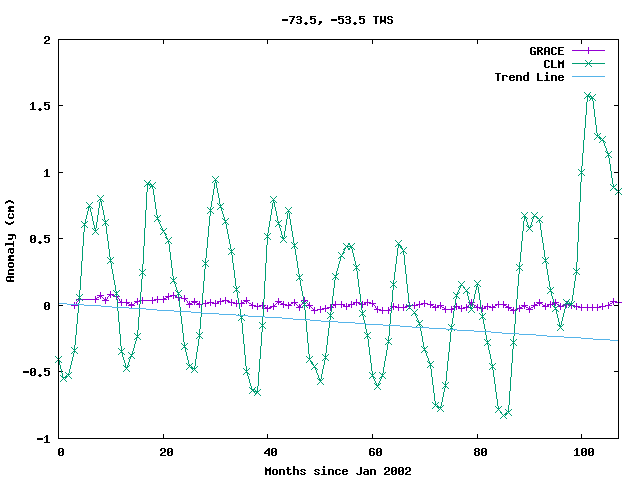 -73.5, -53.5 TWS
GRACE
CLM
Trend Line
2
1.5
1
0.5
0
-0.5
-1
Anomaly (cm)
0 20 40 60 80 100
Months since Jan 2002